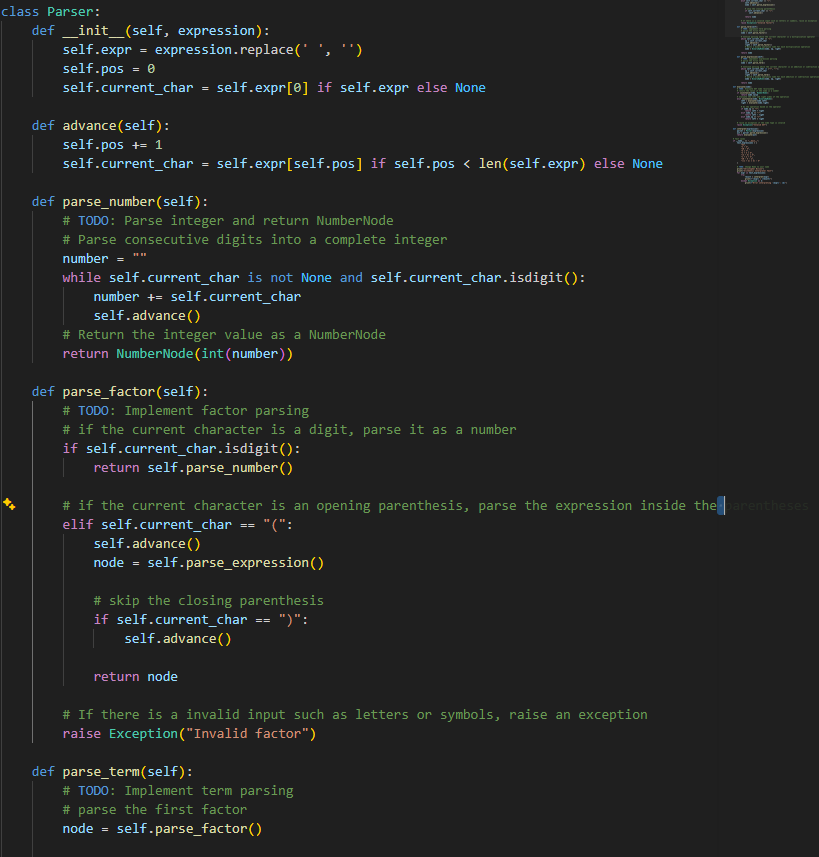 class Parser:
    def __init__(self, expression):
        self.expr = expression.replace(' ', '')
        self.pos = 0
        self.current_char = self.expr[0] if self.expr else None
    def advance(self):
        self.pos += 1
        self.current_char = self.expr[self.pos] if self.pos < len(self.expr) else None
    def parse_number(self):
        # TODO: Parse integer and return NumberNode
        # Parse consecutive digits into a complete integer
        number = ""
        while self.current_char is not None and self.current_char.isdigit():
            number += self.current_char
            self.advance()
        # Return the integer value as a NumberNode
        return NumberNode(int(number))
    def parse_factor(self):
        # TODO: Implement factor parsing
        # if the current character is a digit, parse it as a number
        if self.current_char.isdigit():
            return self.parse_number()
        # if the current character is an opening parenthesis, parse the expression inside the parentheses
        elif self.current_char == "(":
            self.advance()
            node = self.parse_expression()
            # skip the closing parenthesis
            if self.current_char == ")":
                self.advance()
            return node
        # If there is a invalid input such as letters or symbols, raise an exception
        raise Exception("Invalid factor")
    def parse_term(self):
        # TODO: Implement term parsing
        # parse the first factor
        node = self.parse_factor()